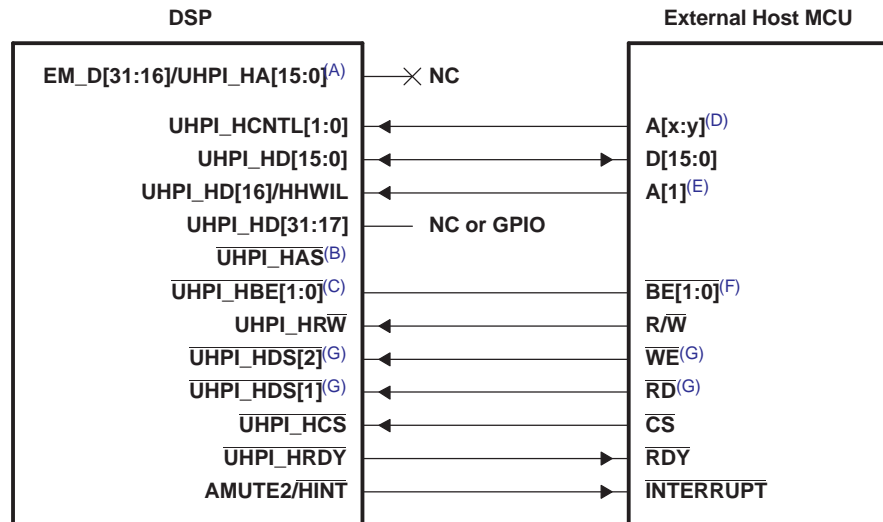 DSP External Host MCU
EM_D[31:16]/UHPI_HA[15:0](A) NC
UHPI_HCNTL[1:0] A[x:y](D)
UHPI_HD[15:0] D[15:0]
UHPI_HD[16]/HHWIL A[1](E)
UHPI_HD[31:17] NC or GPIO
UHPI_HAS(B)
UHPI_HBE[1:0](C) BE[1:0](F)
UHPI_HRW R/W
UHPI_HDS[2](G) WE(G)
UHPI_HDS[1](G) RD(G)
UHPI_HCS CS
UHPI_HRDY RDY
AMUTE2/HINT INTERRUPT